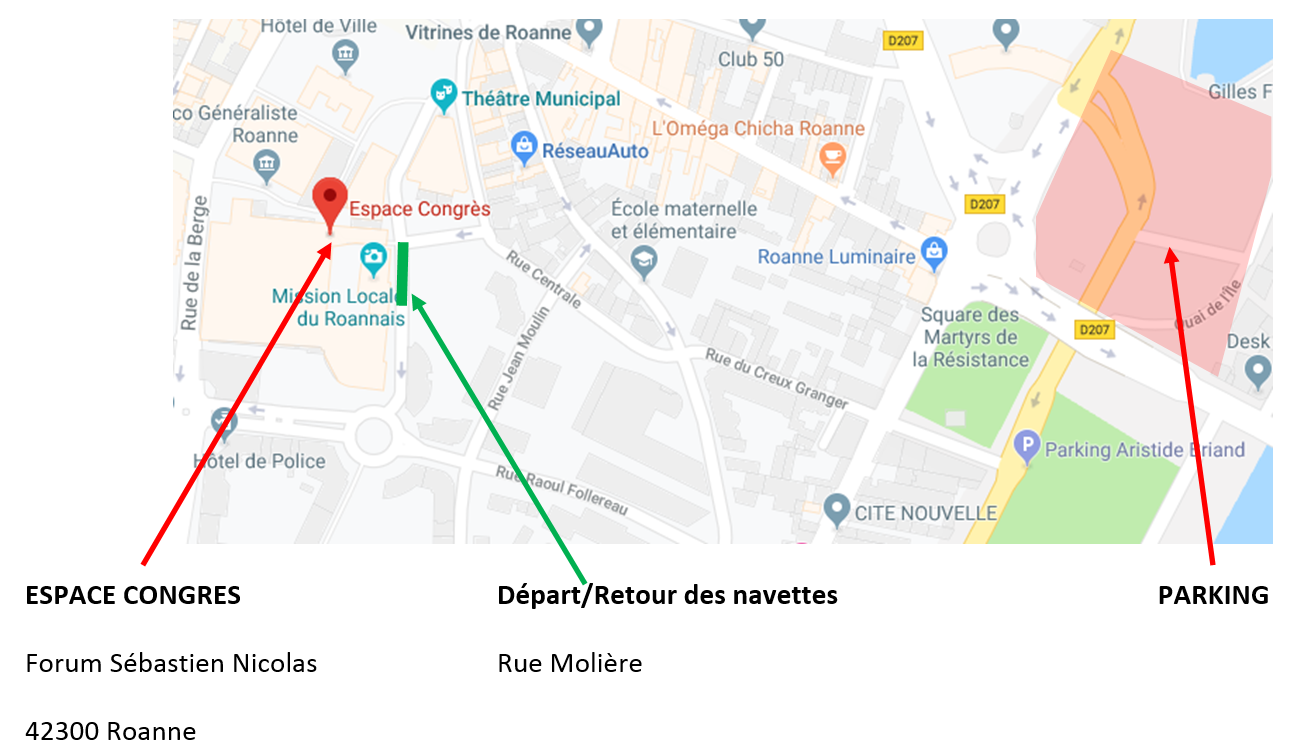 Hôtel de Ville
Vitrines de Roanne
D207
Club 50
Gilles F
Théâtre Municipal
co Généraliste
Roanne
L'Oméga Chicha Roanne
RéseauAuto
Rue de la Berge
Espace Congrès
École maternelle
et élémentaire
D207
Roanne Luminaire
Rue Centrale
Mission Locale
du Roannais
Quai de l'Île
Square des
Martyrs de
la Résistance
D207
Desk
Rue Jean Moulin
Rue du Creux Granger
Hôtel de Police
Parking Aristide Briand
Rue Raoul Follereau
CITE NOUVELLE
ESPACE CONGRES
Départ/Retour des navettes
PARKING
Forum Sébastien Nicolas
Rue Molière
42300 Roanne